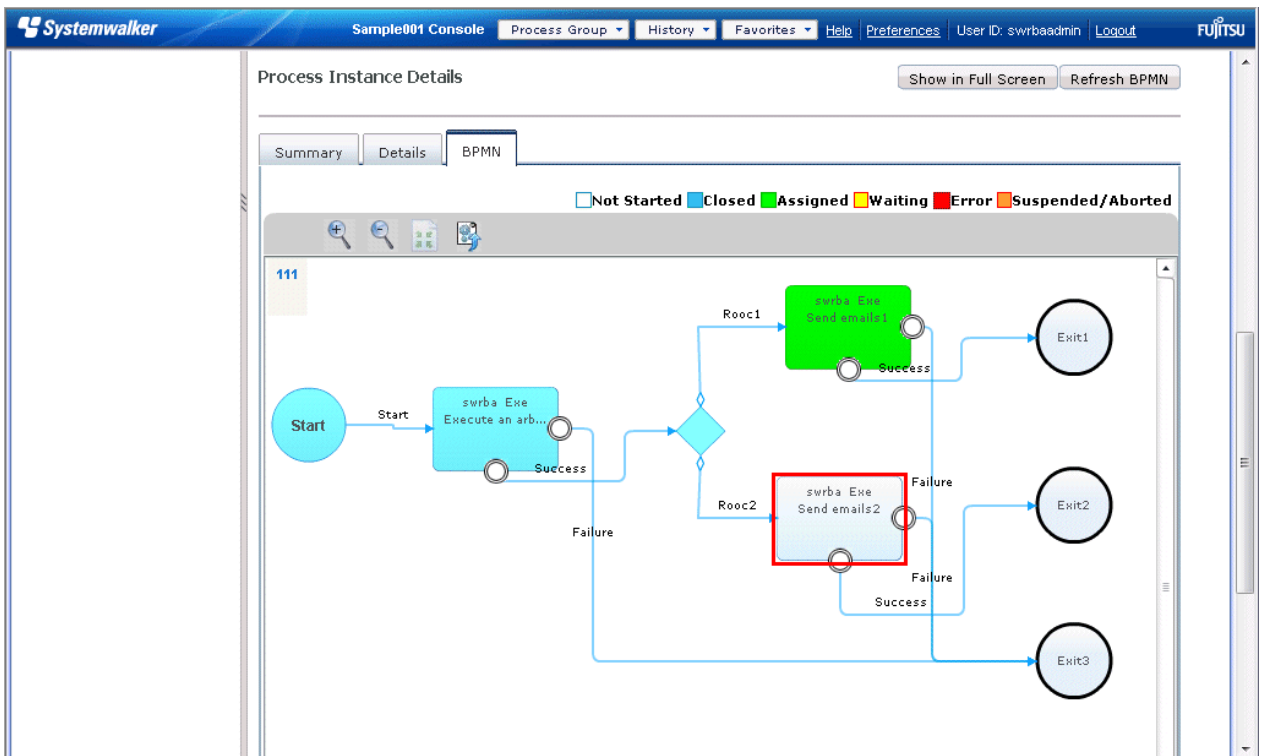 Systemwalker
Sample001 Console Process Group History Favorites Help Preferences User ID: swrbaadmin Logout FUJITSU
Process Instance Details
Show in Full Screen Refresh BPMN
Summary Details BPMN
Not Started Closed Assigned Waiting Error Suspended/Aborted
111
swrba Exe
Send emails1
Rooc1
Success
Exit1
Start
Start
swrba Exe
Execute an arb...
Success
Failure
Rooc2
swrba Exe
Send emails2
Failure
Exit2
Failure
Success
Exit3